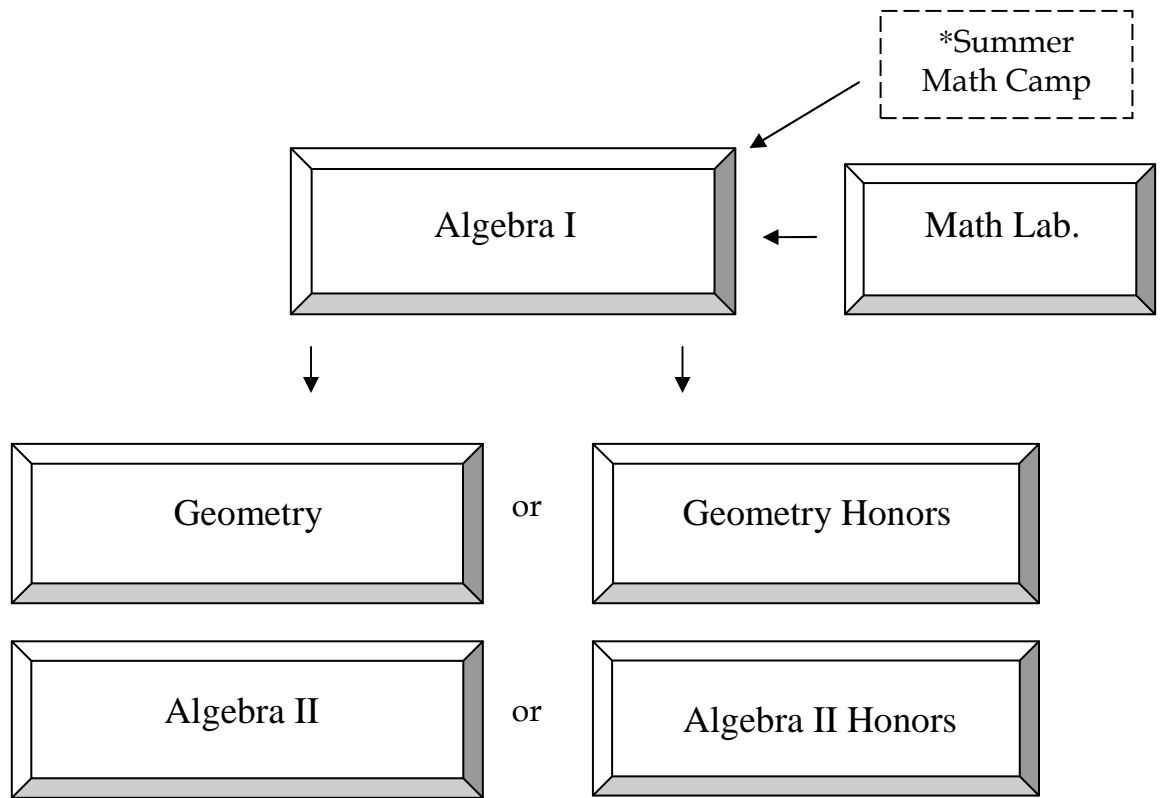 *Summer
Math Camp
Algebra I
Math Lab.
Geometry
or
Geometry Honors
Algebra II
or
Algebra II Honors